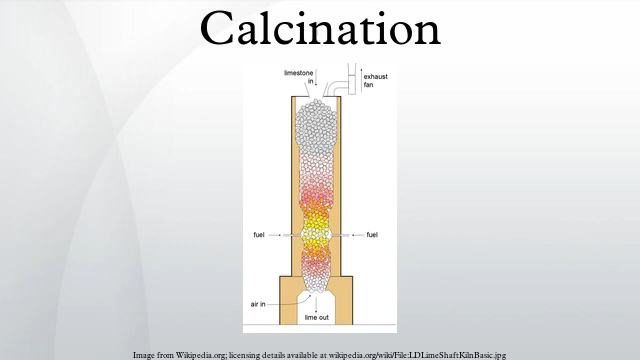 Calcination
limestone
in
exhaust
fan
fuel
fuel
air in
lime out
Image from Wikipedia.org; licensing details available at wikipedia.org/wiki/File:LDLimeShaftKilnBasic.jpg